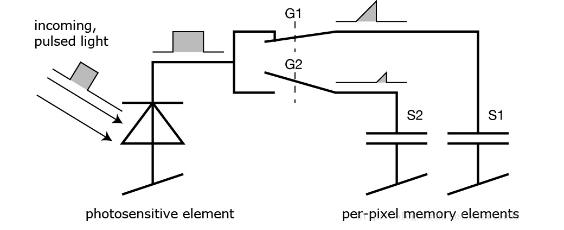 incoming,
pulsed light
G1
G2
S2
S1
photosensitive element
per-pixel memory elements